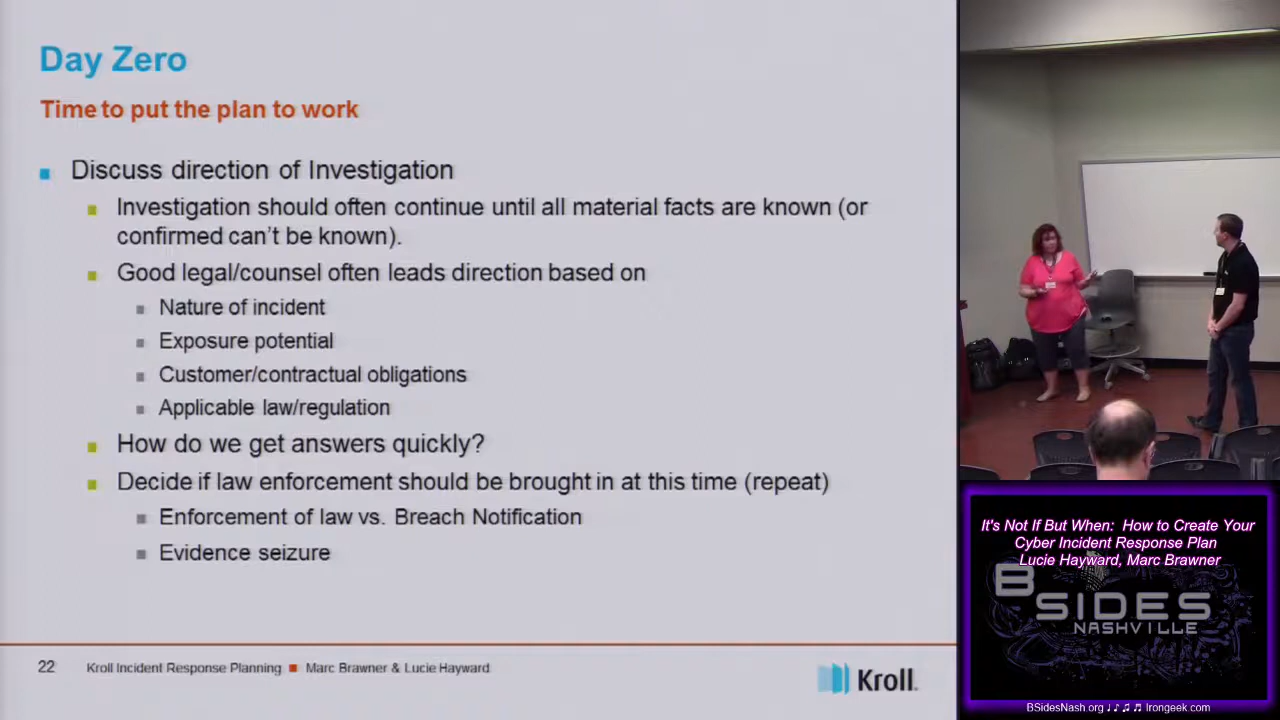 Day Zero
Time to put the plan to work
Discuss direction of Investigation
Investigation should often continue until all material facts are known (or
confirmed can't be known).
Good legal/counsel often leads direction based on
Nature of incident
Exposure potential
Customer/contractual obligations
Applicable law/regulation
How do we get answers quickly?
Decide if law enforcement should be brought in at this time (repeat)
Enforcement of law vs. Breach Notification
Evidence seizure
22 Kroll Incident Response Planning ■ Marc Brawner & Lucie Hayward
Kroll
It's Not If But When: How to Create Your
Cyber Incident Response Plan
Lucie Hayward, Marc Brawner
BSIDES
NASHVILLE
BSidesNash.org ♩ ♪ ♫ ♬ Irongeek.com